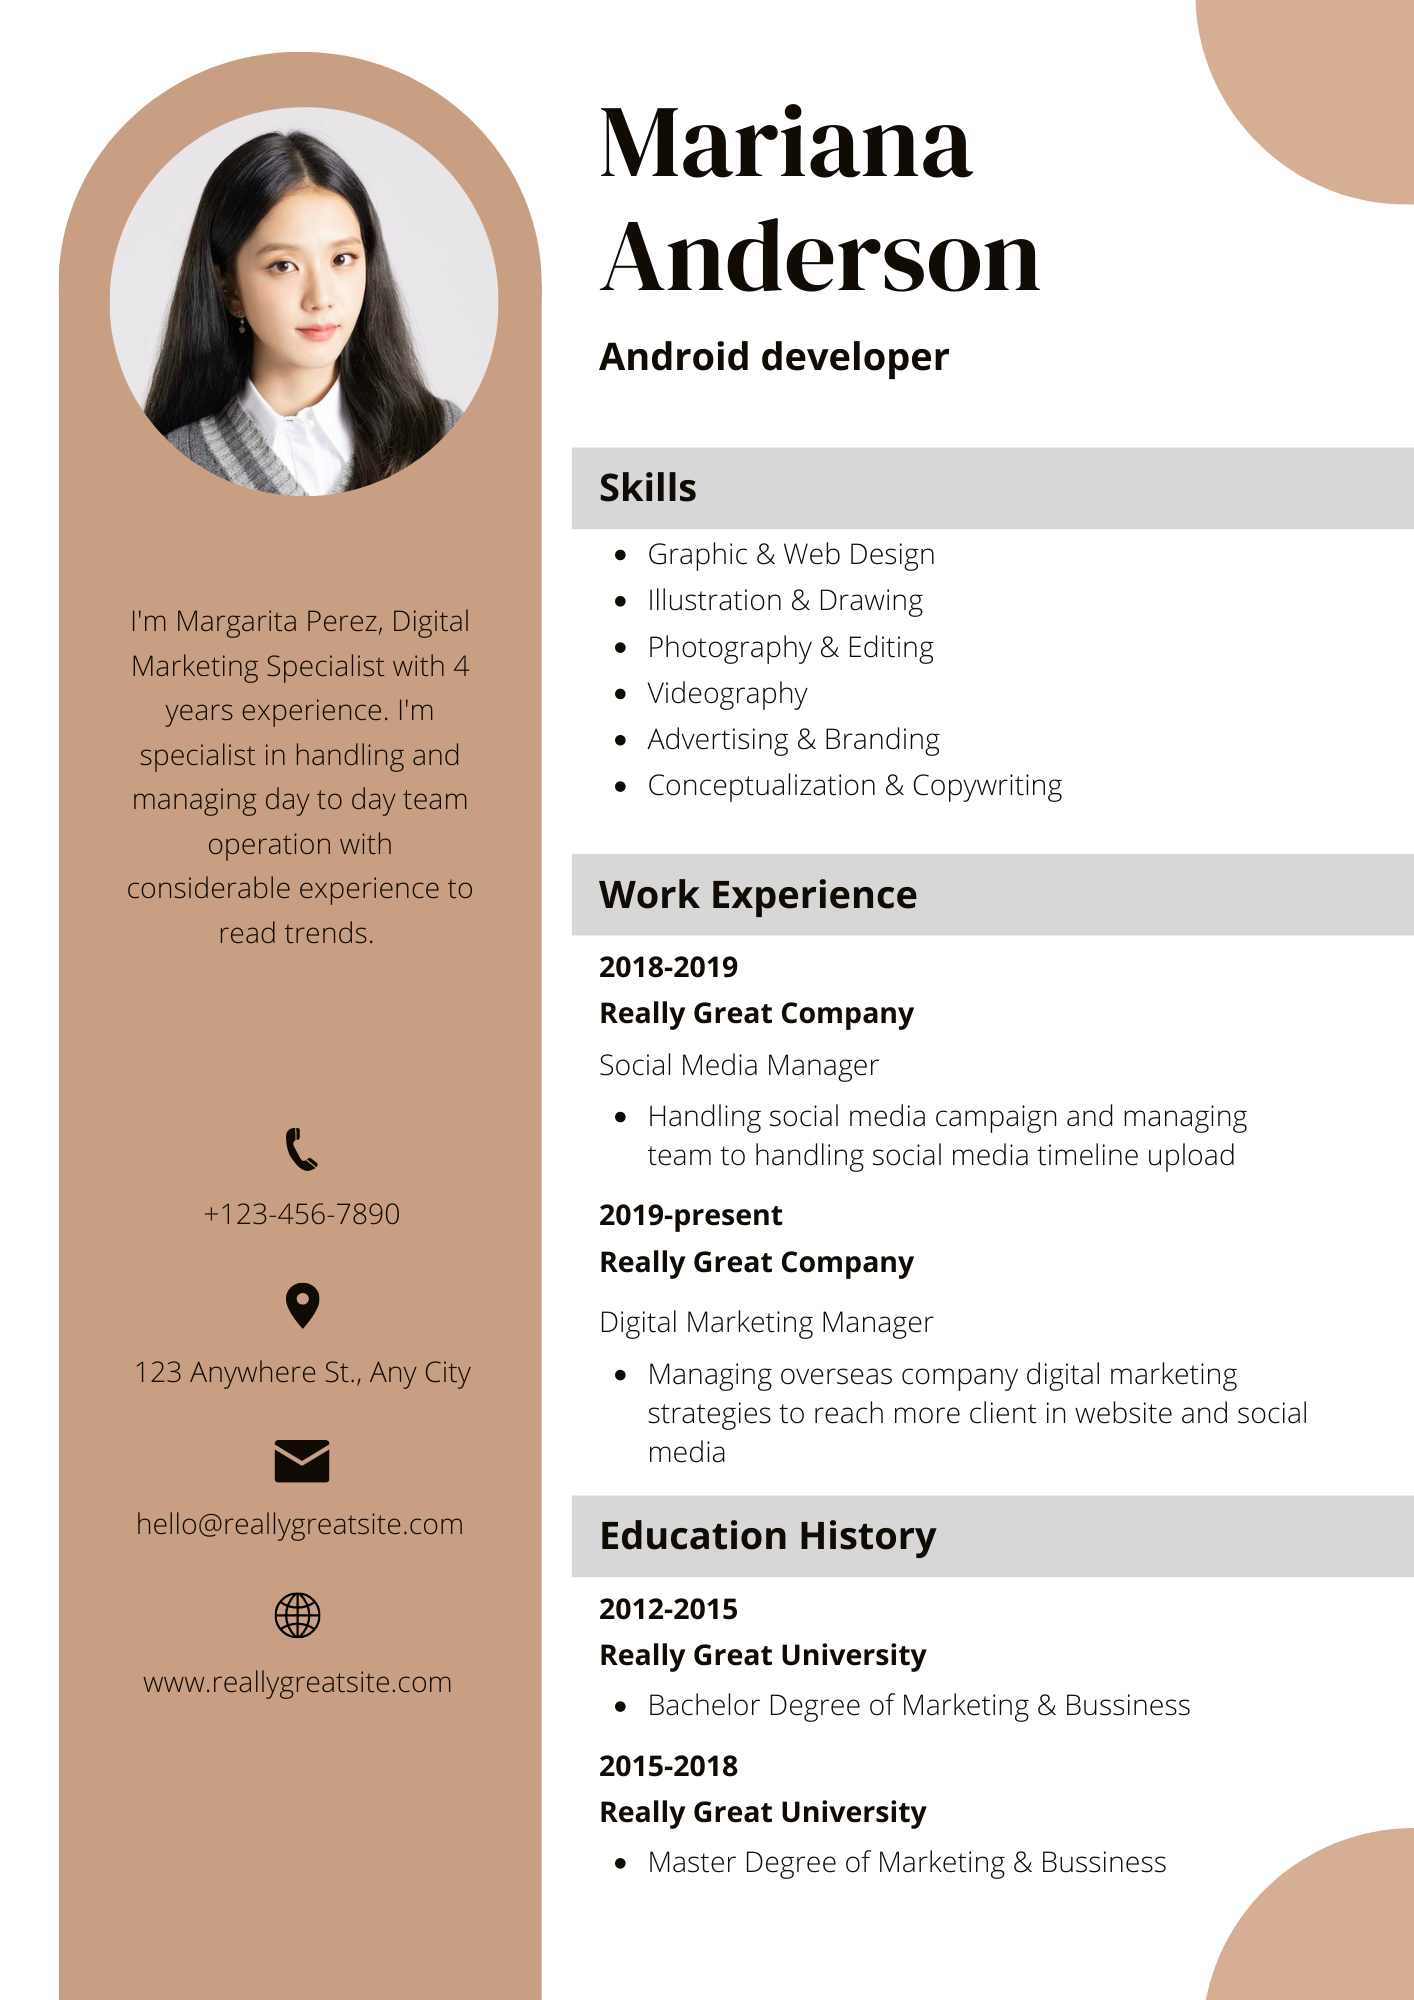 Mariana
Anderson
Android developer
I'm Margarita Perez, Digital
Marketing Specialist with 4
years experience. I'm
specialist in handling and
managing day to day team
operation with
considerable experience to
read trends.
+123-456-7890
123 Anywhere St., Any City
hello@reallygreatsite.com
www.reallygreatsite.com
Skills
• Graphic & Web Design
• Illustration & Drawing
• Photography & Editing
• Videography
• Advertising & Branding
• Conceptualization & Copywriting
Work Experience
2018-2019
Really Great Company
Social Media Manager
• Handling social media campaign and managing
team to handling social media timeline upload
2019-present
Really Great Company
Digital Marketing Manager
• Managing overseas company digital marketing
strategies to reach more client in website and social
media
Education History
2012-2015
Really Great University
• Bachelor Degree of Marketing & Bussiness
2015-2018
Really Great University
• Master Degree of Marketing & Bussiness